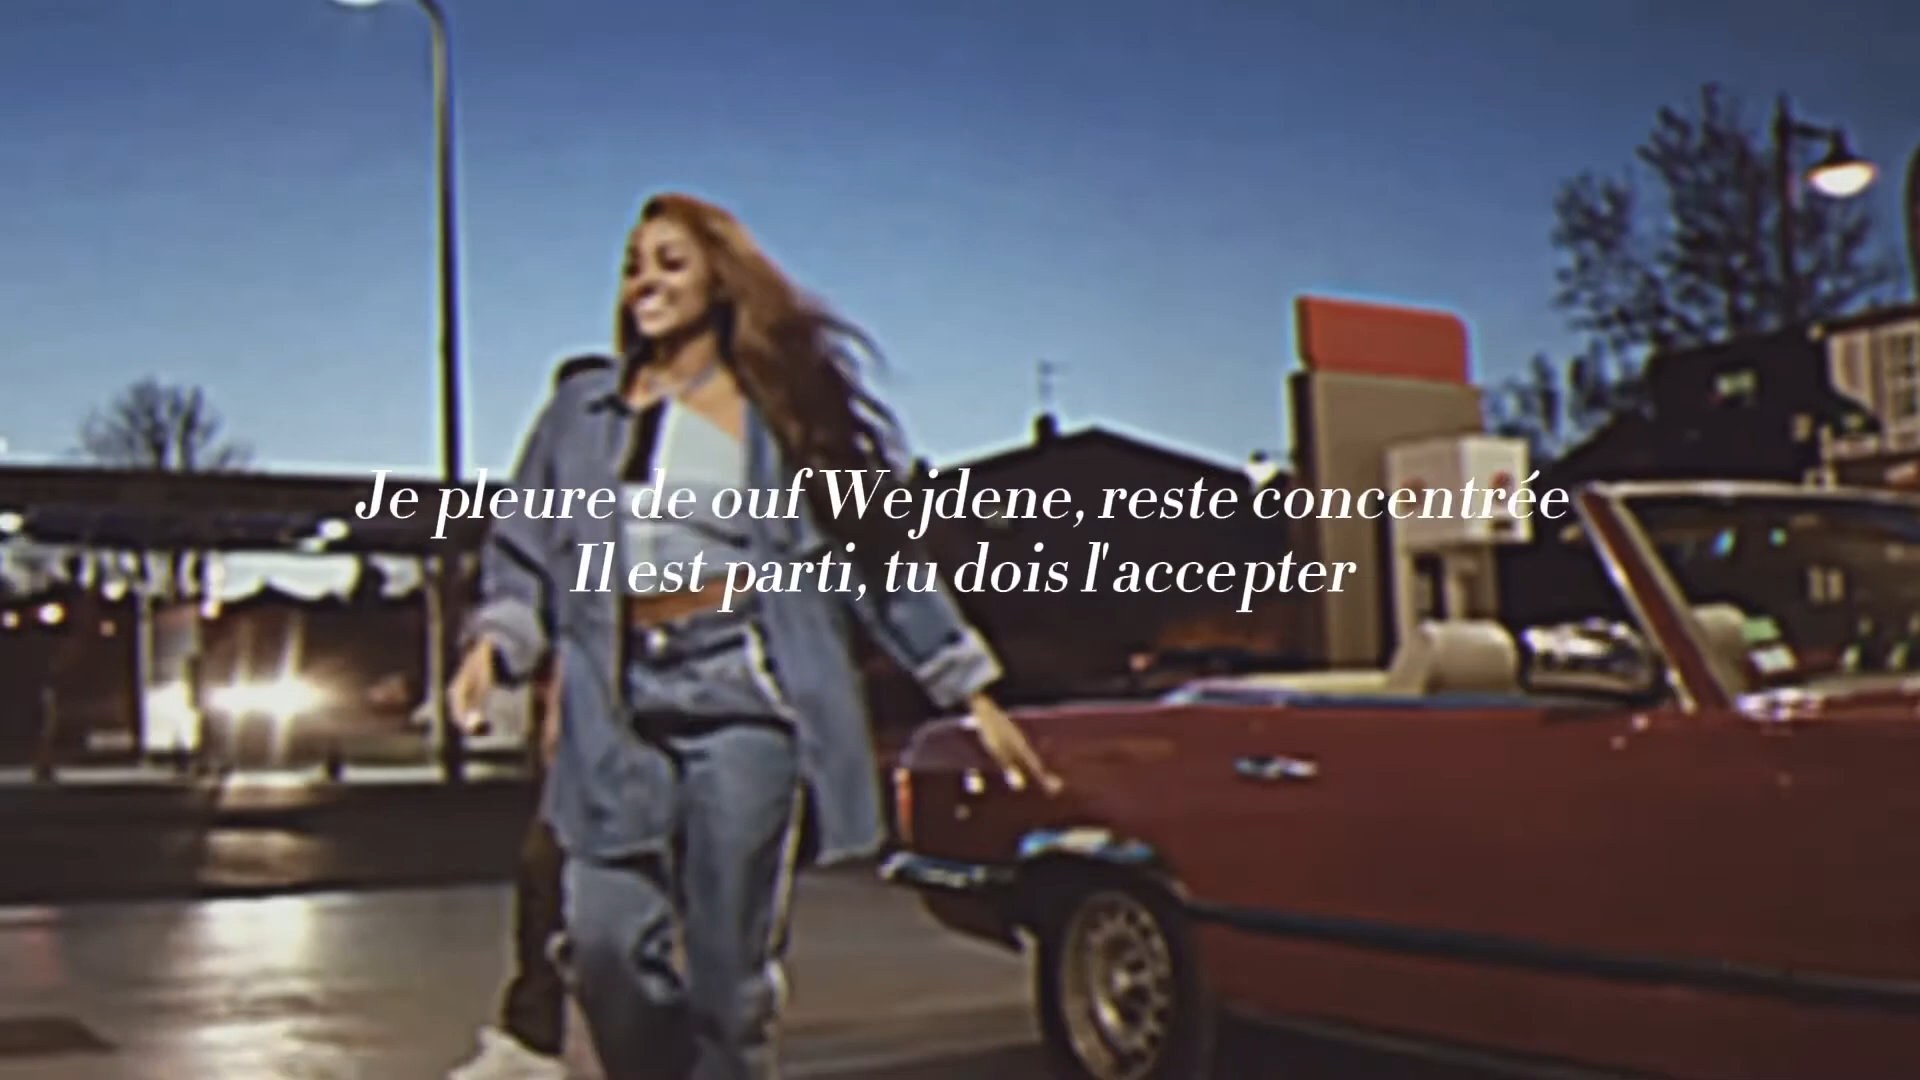 Je pleure de ouf Wejdene, reste concentrée
Il est parti, tu dois l'accepter